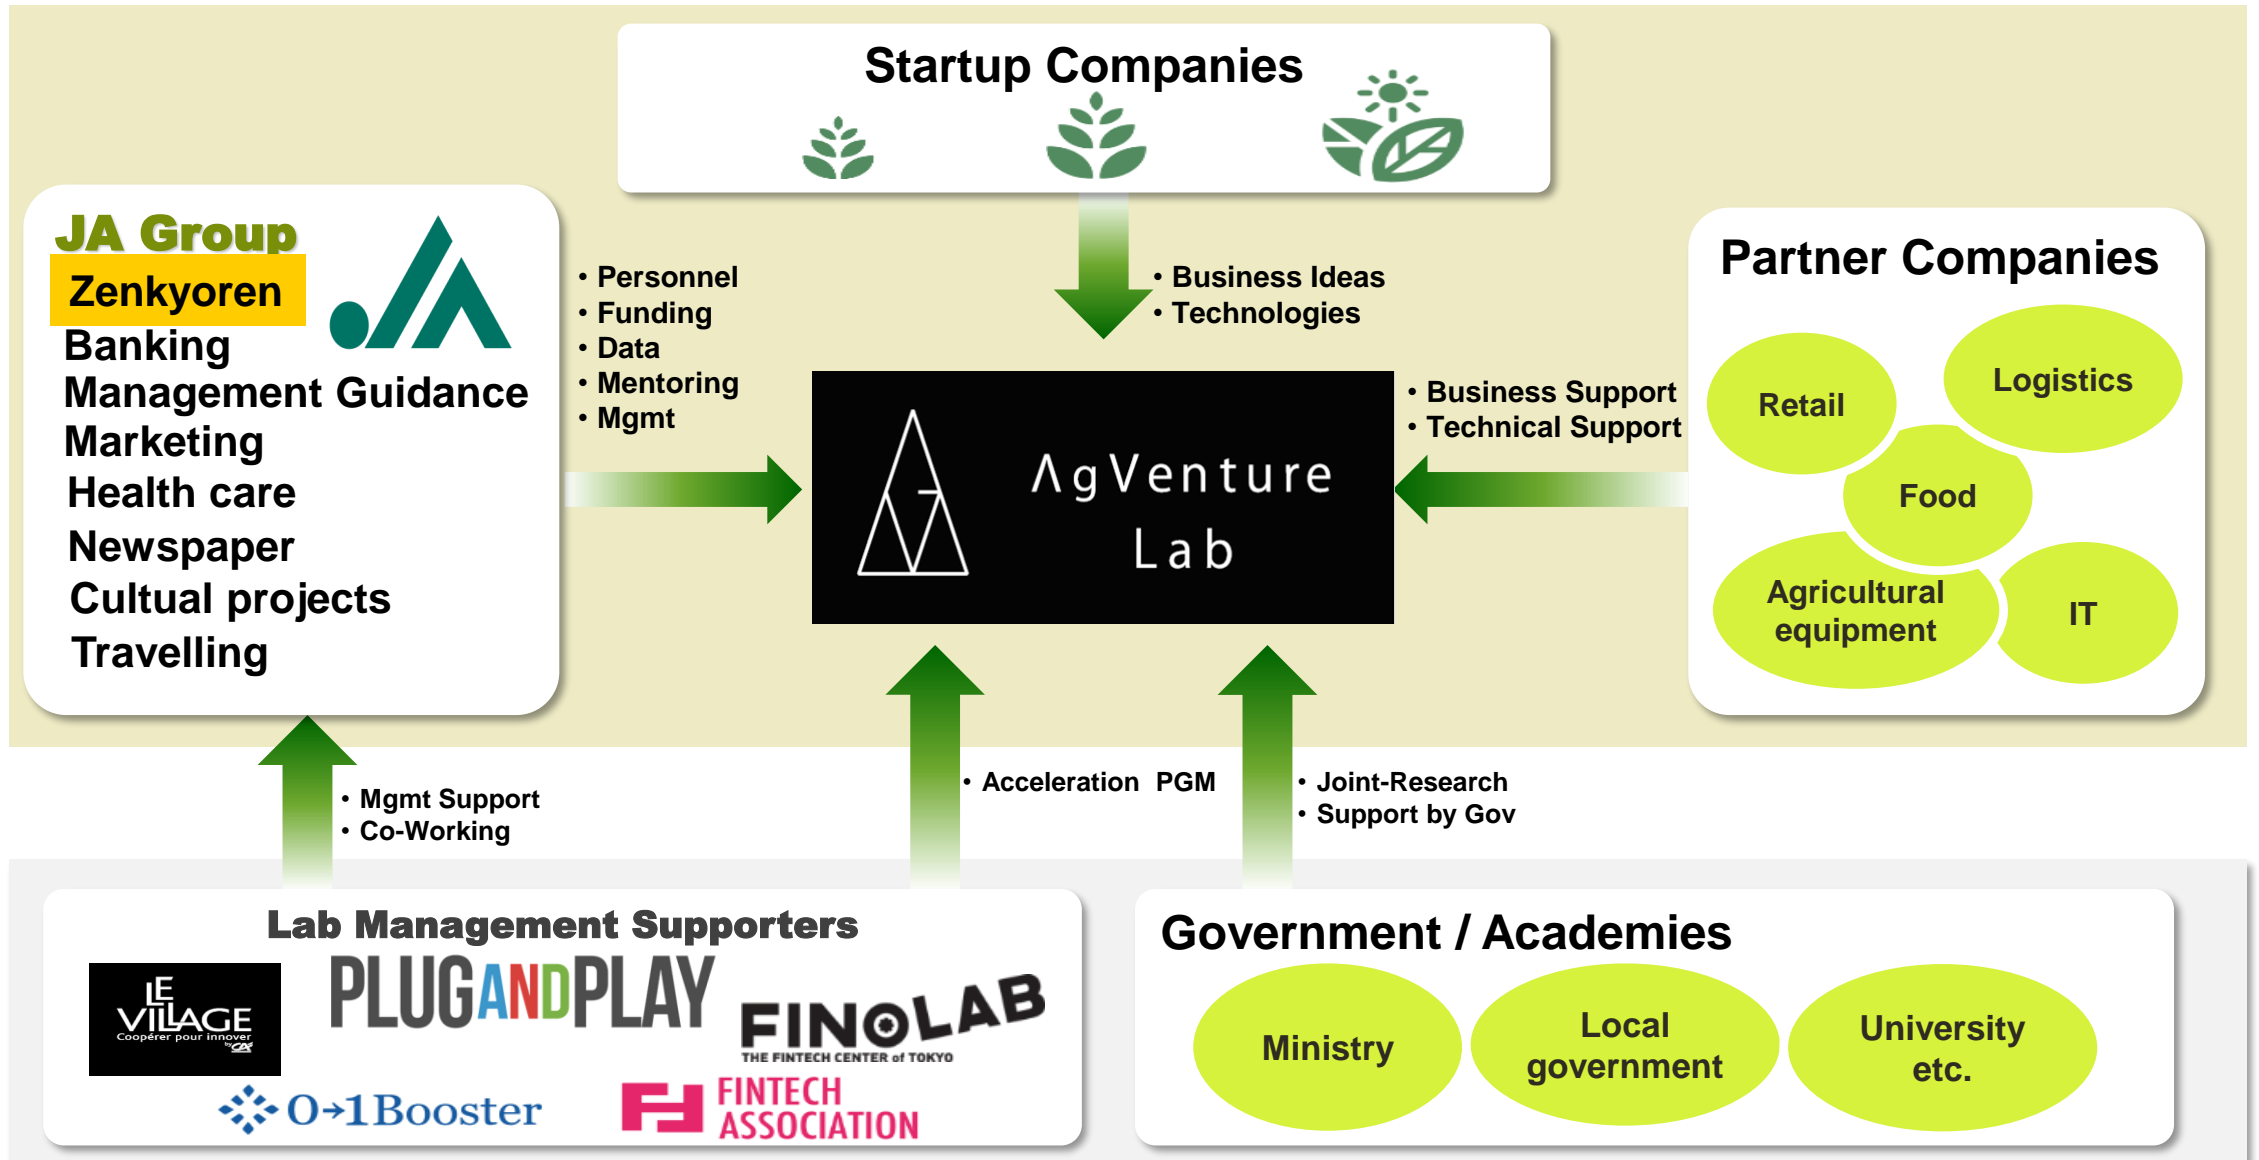 Startup Companies
JA Group
Zenkyoren
Banking
Management Guidance
Marketing
Health care
Newspaper
Cultual projects
Travelling
• Personnel
• Funding
• Data
• Mentoring
• Mgmt
• Business Ideas
• Technologies
AgVenture
Lab
• Business Support
• Technical Support
Partner Companies
Retail
Logistics
Food
Agricultural
equipment
IT
• Mgmt Support
• Co-Working
• Acceleration PGM
• Joint-Research
• Support by Gov
Lab Management Supporters
LE
VILLAGE
Coopérer pour innover
by CA
PLUGANDPLAY
FINOLAB
THE FINTECH CENTER of TOKYO
0→1Booster
FINTECH
ASSOCIATION
Government / Academies
Ministry
Local
government
University
etc.